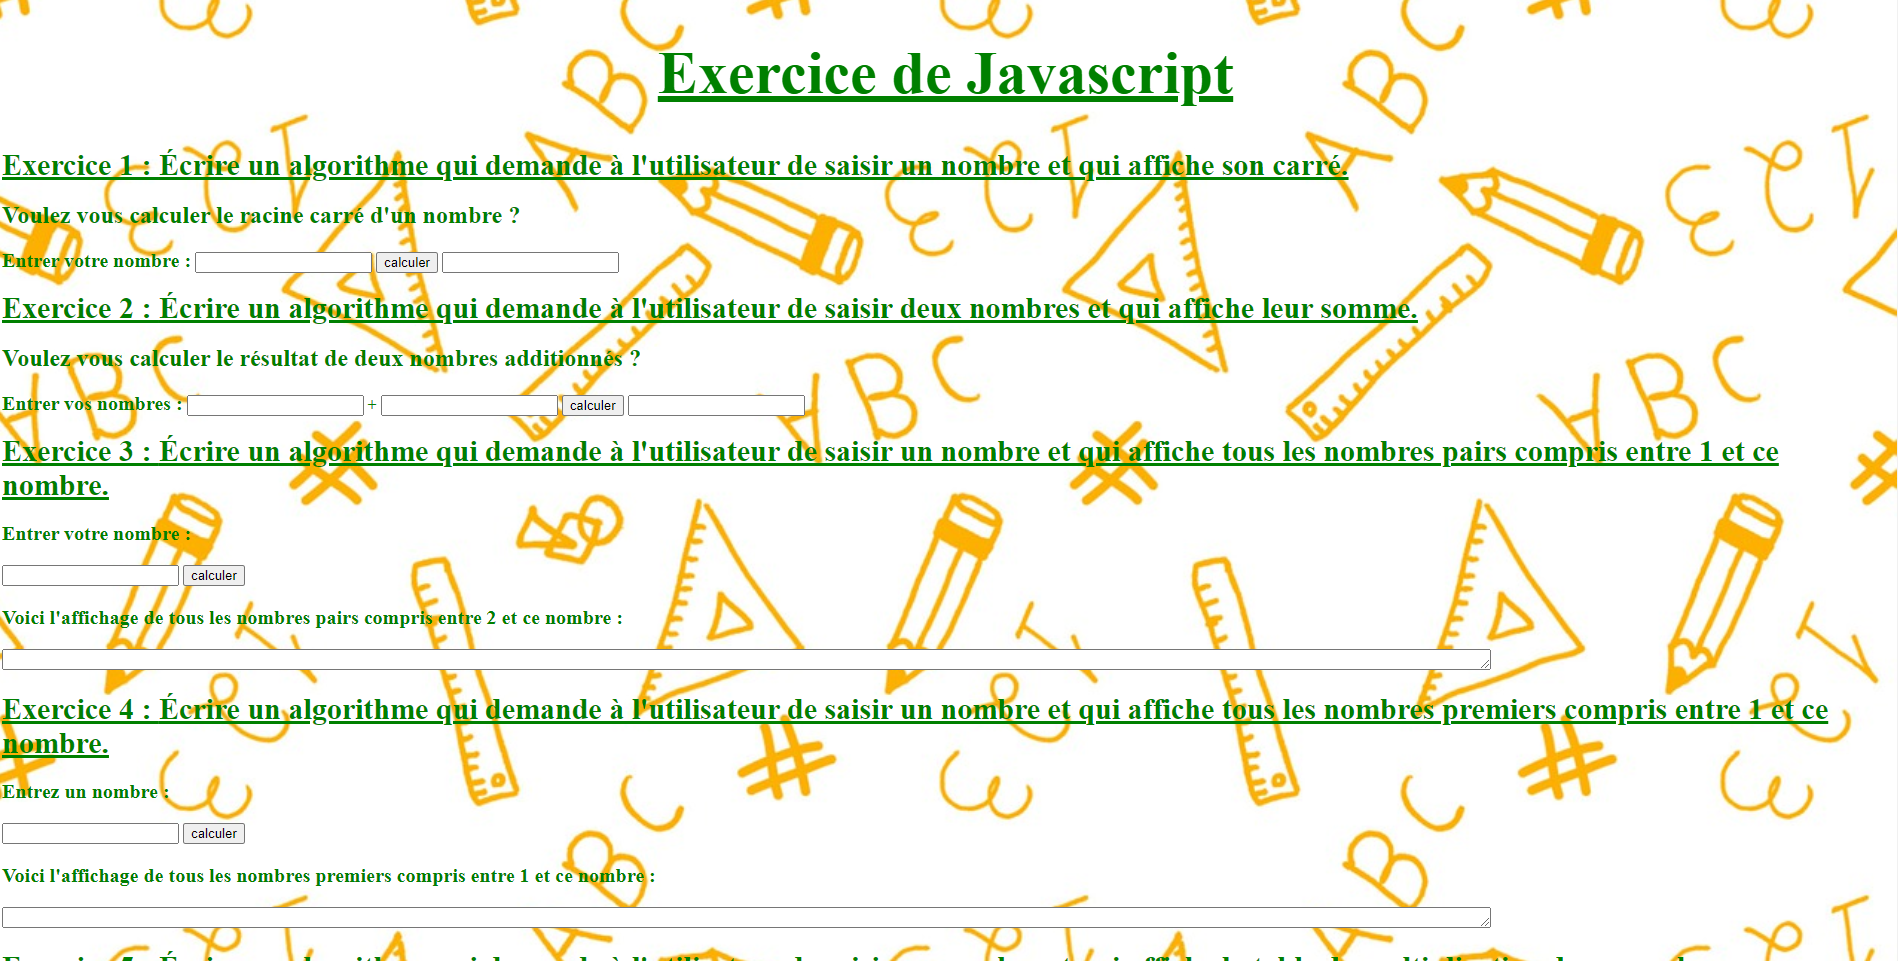 Exercice de Javascript
Exercice 1 : Écrire un algorithme qui demande à l'utilisateur de saisir un nombre et qui affiche son carré.
Voulez vous calculer le racine carré d'un nombre ?
Entrer votre nombre : calculer
Exercice 2 : Écrire un algorithme qui demande à l'utilisateur de saisir deux nombres et qui affiche leur somme.
Voulez vous calculer le résultat de deux nombres additionnés ?
Entrer vos nombres : + calculer
Exercice 3 : Écrire un algorithme qui demande à l'utilisateur de saisir un nombre et qui affiche tous les nombres pairs compris entre 1 et ce
nombre.
Entrer votre nombre :
calculer
Voici l'affichage de tous les nombres pairs compris entre 2 et ce nombre :
Exercice 4 : Écrire un algorithme qui demande à l'utilisateur de saisir un nombre et qui affiche tous les nombres premiers compris entre 1 et ce
nombre.
Entrez un nombre :
calculer
Voici l'affichage de tous les nombres premiers compris entre 1 et ce nombre :